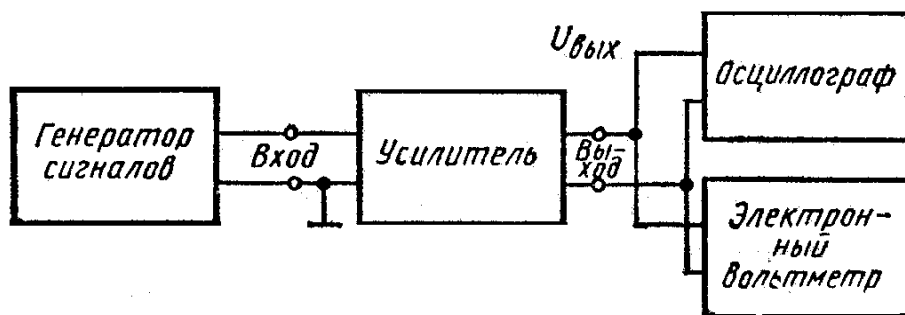 Генератор
сигналов
Вход
Усилитель
Вы-
ход
Uвых
Осциллограф
Электрон-
ный
вольтметр